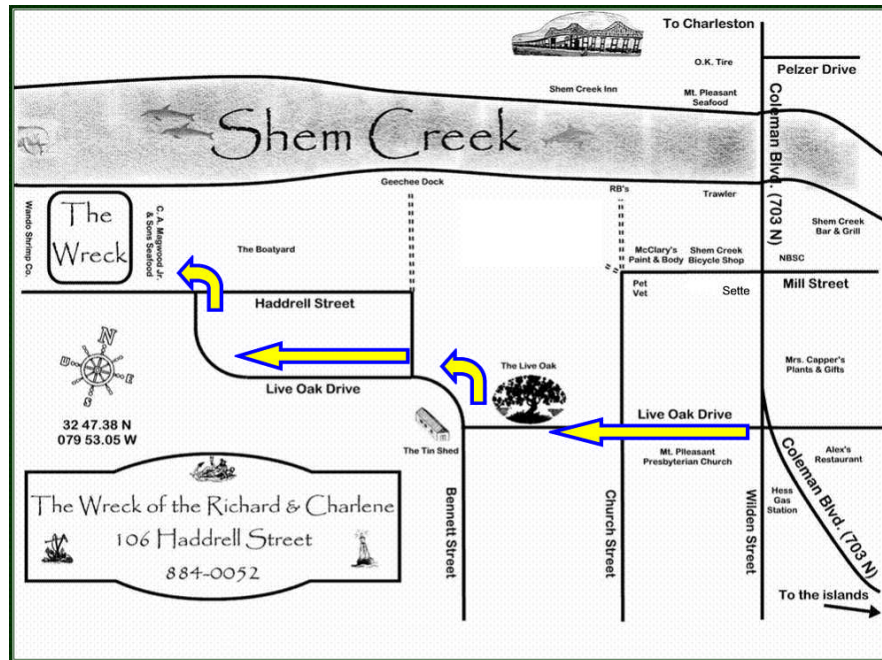 To Charleston
O.K. Tire
Pelzer Drive
Shem Creek Inn
Mt. Pleasant
Seafood
Coleman Blvd. (703 N)
Shem Creek
Geechee Dock
RB's
Trawler
Wando Shrimp Co.
The
Wreck
C. A. Magwood Jr.
& Sons Seafood
The Boatyard
Shem Creek
Bar & Grill
McClary's
Paint & Body
Shem Creek
Bicycle Shop
NBSC
Pet
Vet
Sette
Mill Street
Haddrell Street
N
W
E
S
The Live Oak
Mrs. Capper's
Plants & Gifts
Live Oak Drive
Live Oak Drive
32 47.38 N
079 53.05 W
The Tin Shed
Mt. Plleasant
Presbyterian Church
Alex's
Restaurant
Bennett Street
Church Street
Wilden Street
Hess
Gas
Station
Coleman Blvd. (703 N)
The Wreck of the Richard & Charlene
106 Haddrell Street
884-0052
To the islands